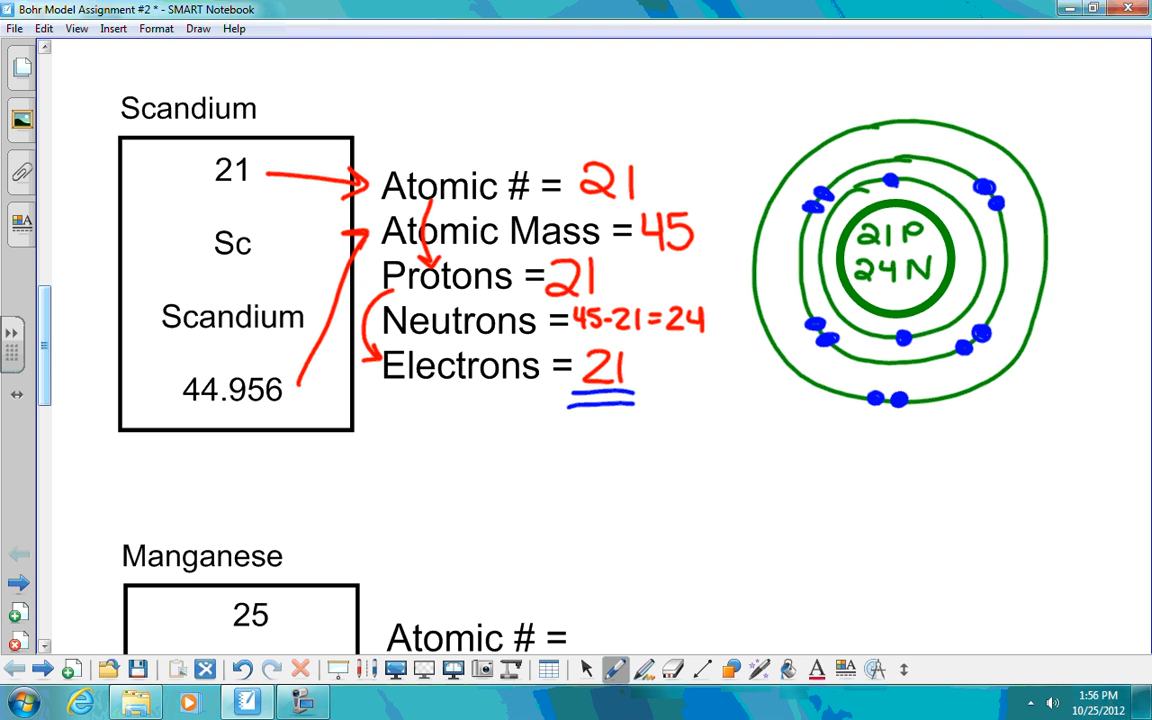 Bohr Model Assignment #2 * - SMART Notebook
File Edit View Insert Format Draw Help
Scandium
21
Sc
Scandium
44.956
Atomic # = 21
Atomic Mass = 45
Protons = 21
Neutrons = 45-21=24
Electrons = 21
21 P
24 N
Manganese
25
Atomic # =
1:56 PM
10/25/2012